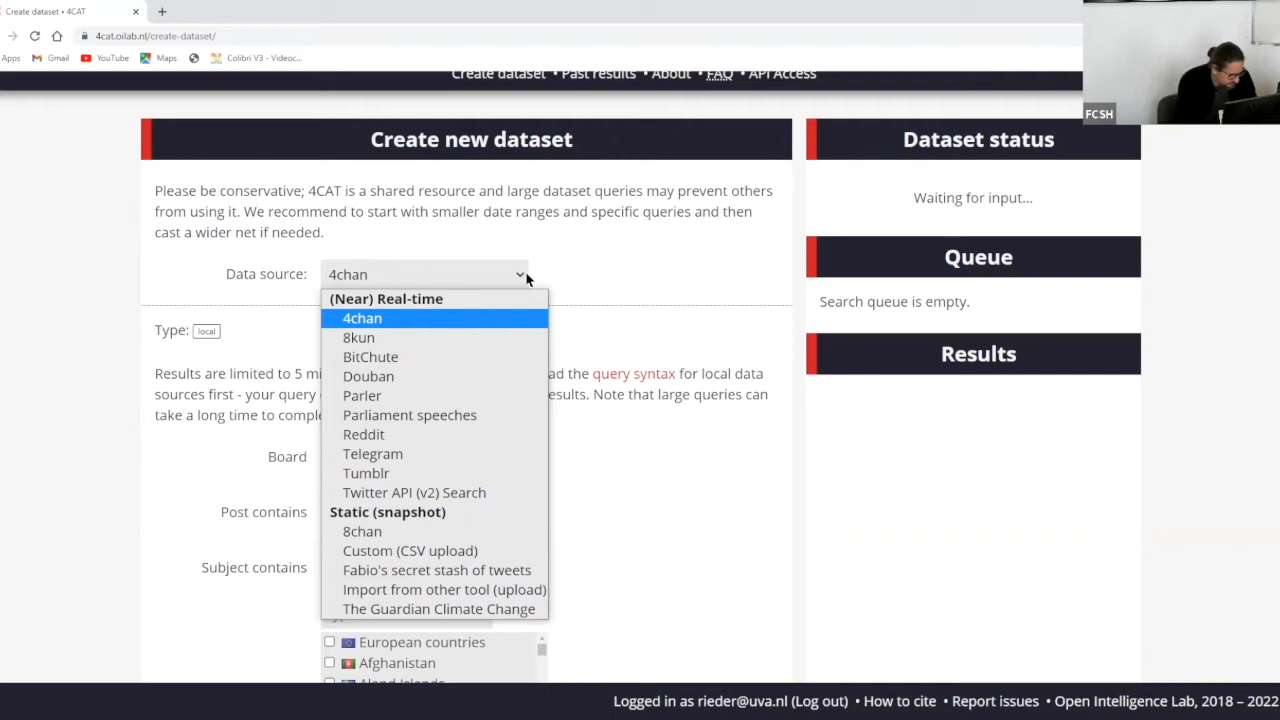 Create dataset • 4CAT
4cat.oilab.nl/create-dataset/
Apps Gmail YouTube Maps Colibri V3 - Videoc...
Create dataset • Past results • About • FAQ • API Access
FCSH
Create new dataset
Please be conservative; 4CAT is a shared resource and large dataset queries may prevent others
from using it. We recommend to start with smaller date ranges and specific queries and then
cast a wider net if needed.
Data source: 4chan
(Near) Real-time
4chan
8kun
BitChute
Douban
Parler
Parliament speeches
Reddit
Telegram
Tumblr
Twitter API (v2) Search
Static (snapshot)
8chan
Custom (CSV upload)
Fabio's secret stash of tweets
Import from other tool (upload)
The Guardian Climate Change
Type: local
Results are limited to 5 mi ad the query syntax for local data
sources first - your query esults. Note that large queries can
take a long time to comple
Board
Post contains
Subject contains
European countries
Afghanistan
Dataset status
Waiting for input...
Queue
Search queue is empty.
Results
Logged in as rieder@uva.nl (Log out) • How to cite • Report issues • Open Intelligence Lab, 2018 – 2022